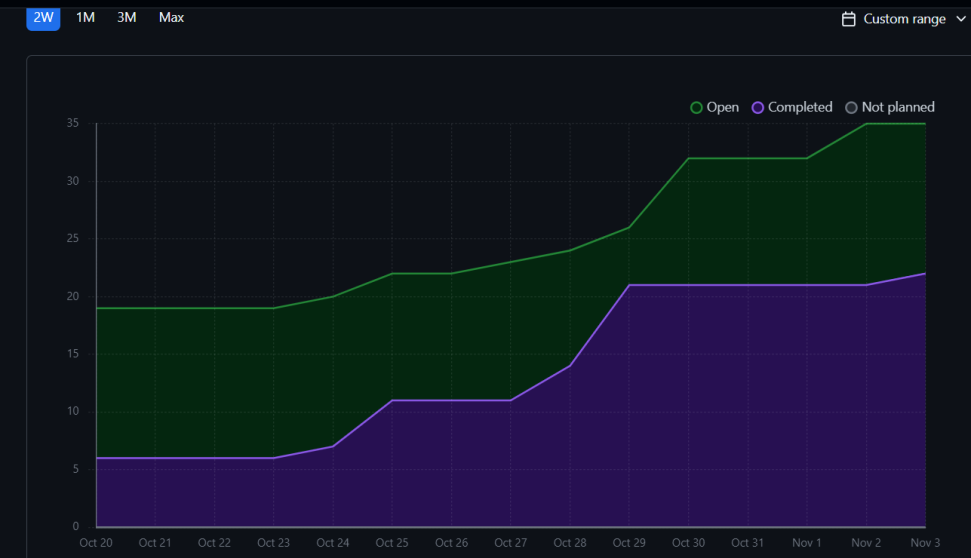 2W 1M 3M Max Custom range
Open Completed Not planned
35
30
25
20
15
10
5
0
Oct 20 Oct 21 Oct 22 Oct 23 Oct 24 Oct 25 Oct 26 Oct 27 Oct 28 Oct 29 Oct 30 Oct 31 Nov 1 Nov 2 Nov 3